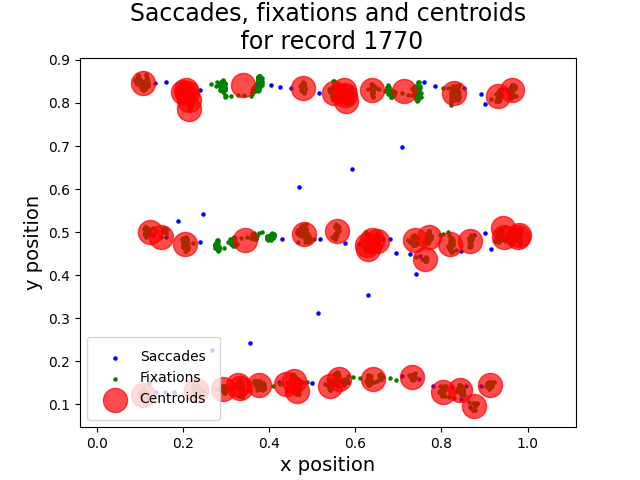 Saccades, fixations and centroids
for record 1770
0.9
0.8
0.7
0.6
0.5
0.4
0.3
0.2
0.1
y position
Saccades
Fixations
Centroids
0.0
0.2
0.4
0.6
0.8
1.0
x position